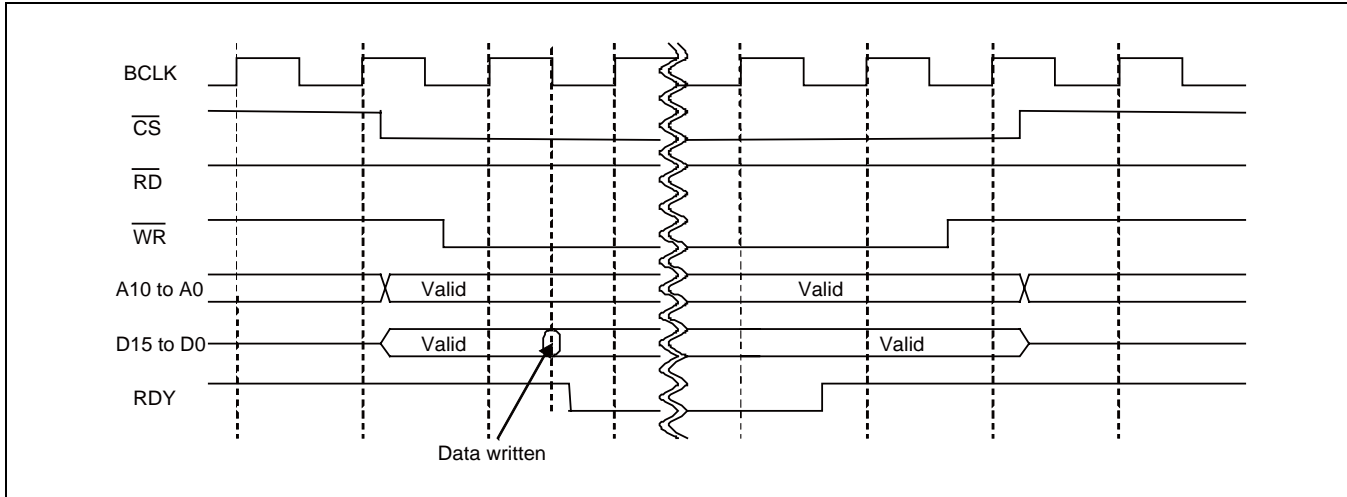 BCLK
CS
RD
WR
A10 to A0 Valid Valid
D15 to D0 Valid Valid
RDY
Data written